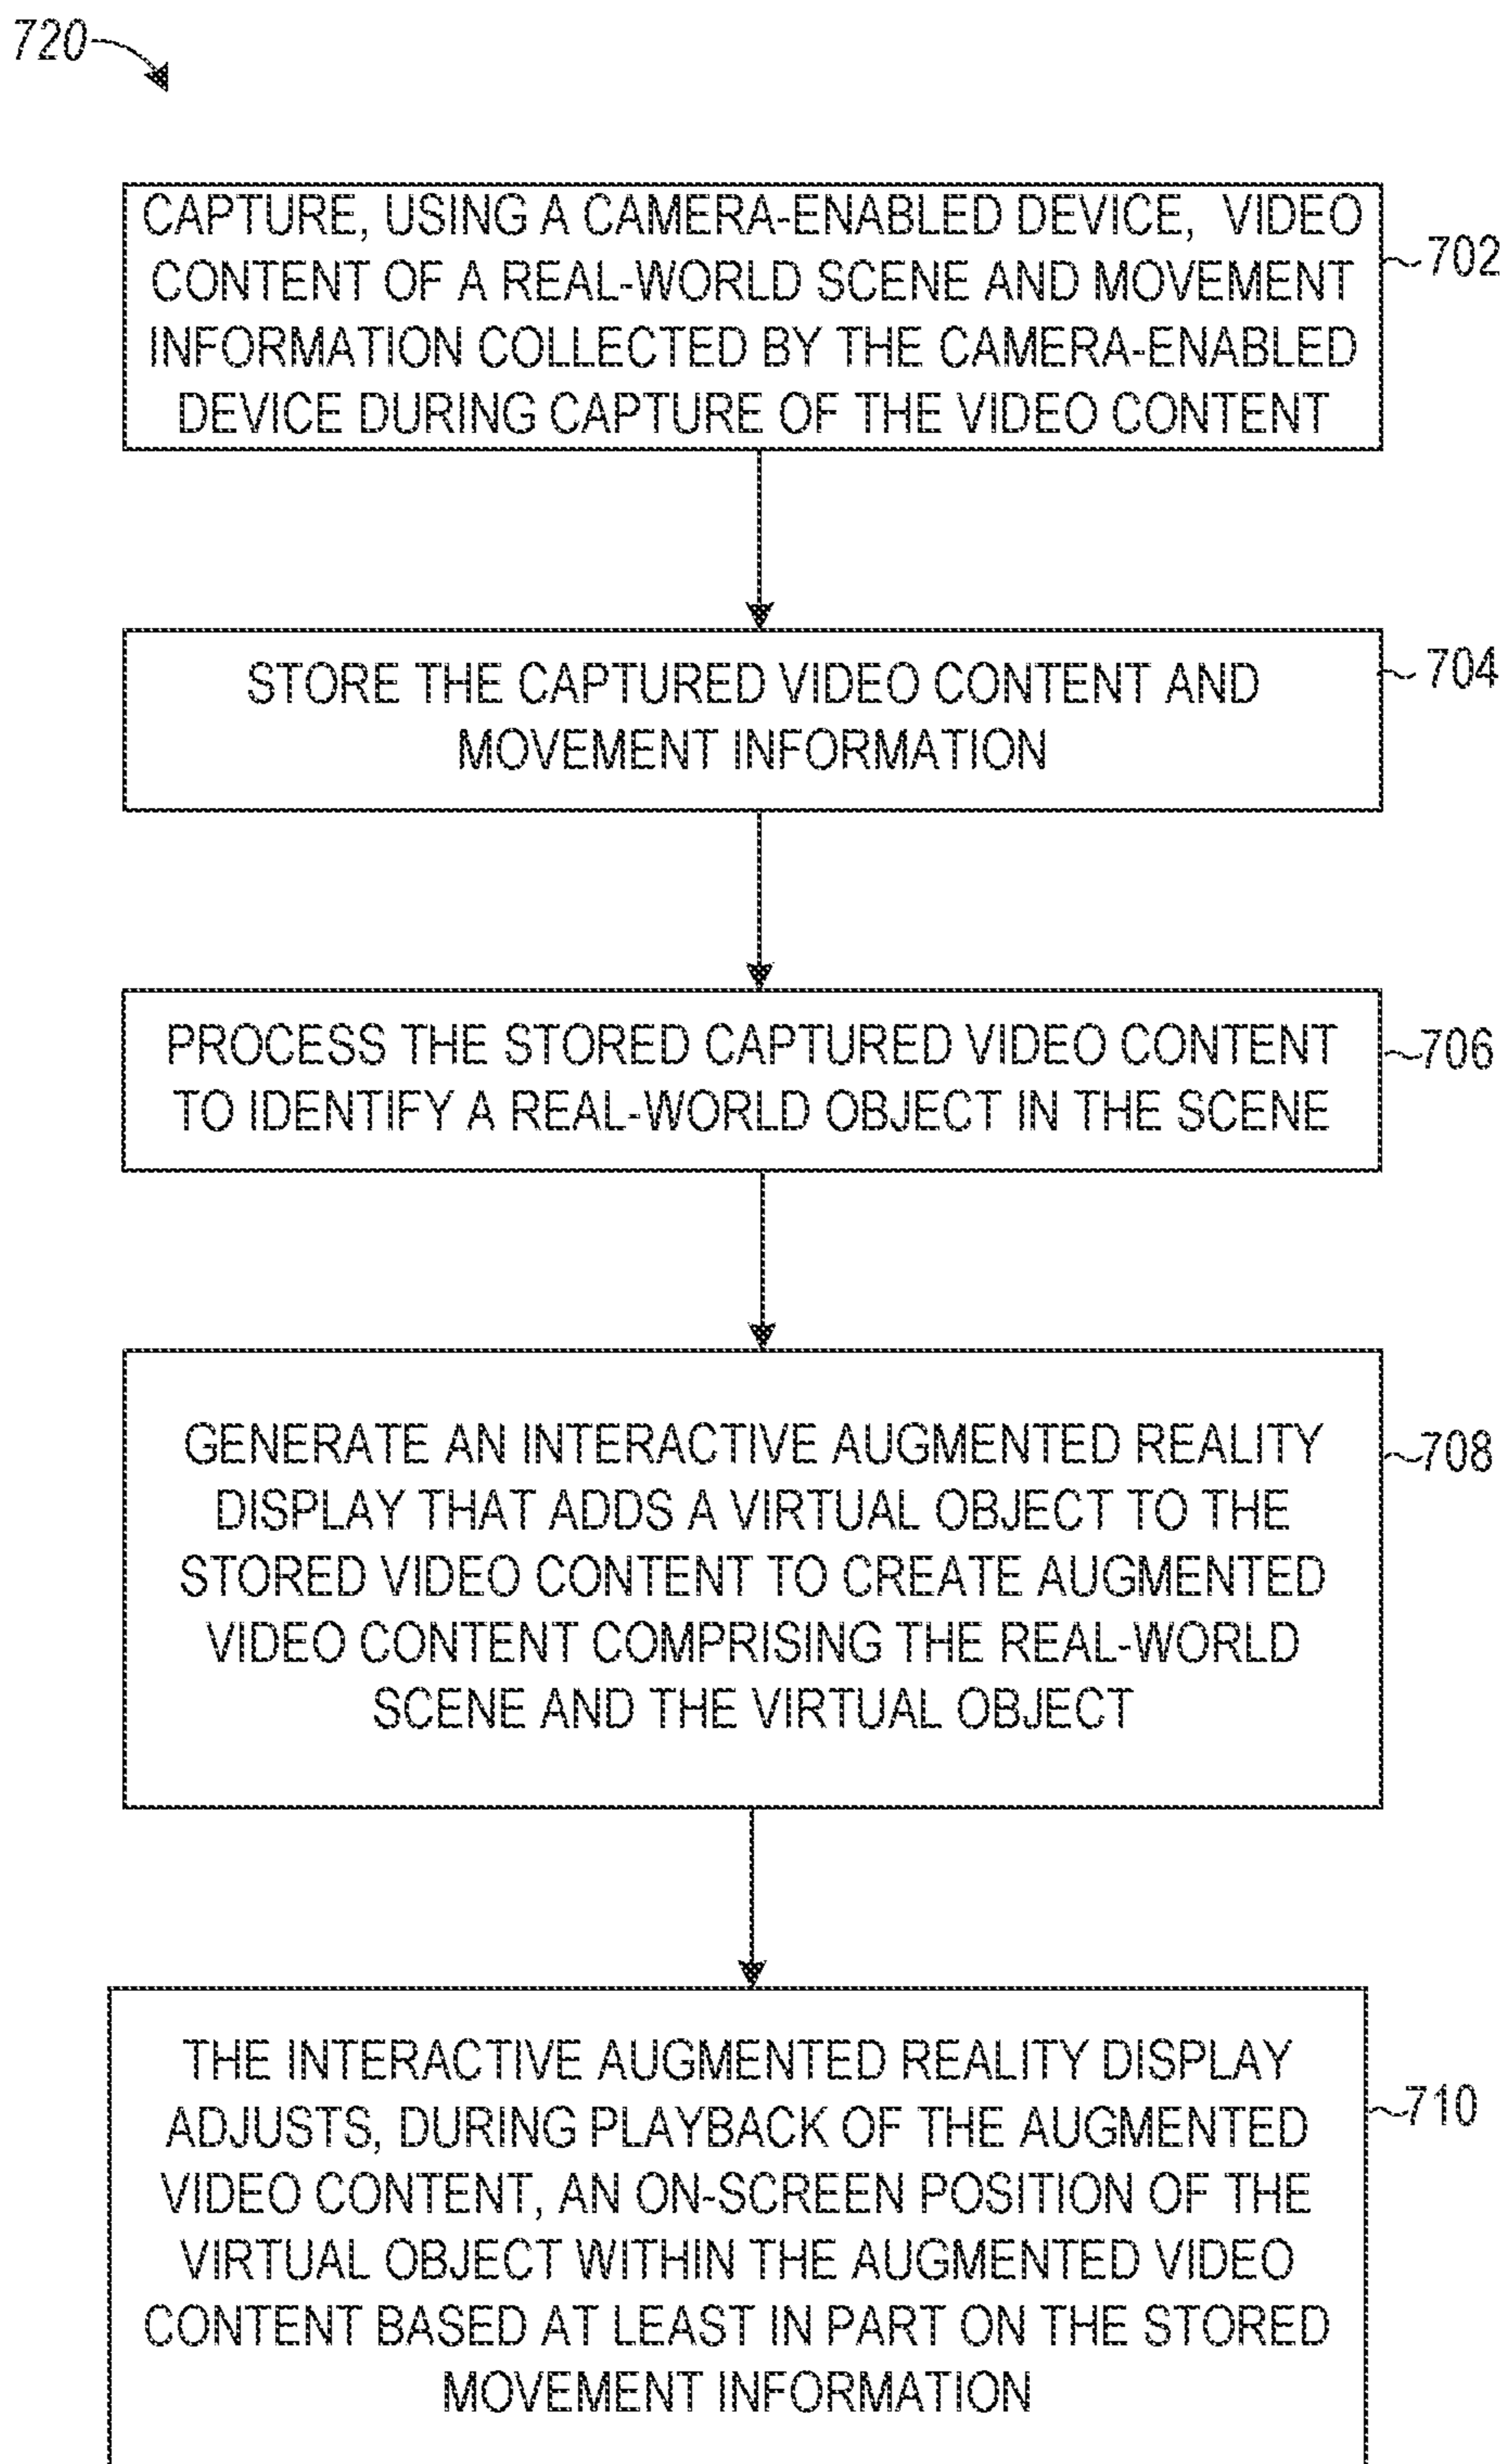 720
CAPTURE, USING A CAMERA-ENABLED DEVICE, VIDEO
CONTENT OF A REAL-WORLD SCENE AND MOVEMENT
INFORMATION COLLECTED BY THE CAMERA-ENABLED
DEVICE DURING CAPTURE OF THE VIDEO CONTENT
702
STORE THE CAPTURED VIDEO CONTENT AND
MOVEMENT INFORMATION
704
PROCESS THE STORED CAPTURED VIDEO CONTENT
TO IDENTIFY A REAL-WORLD OBJECT IN THE SCENE
706
GENERATE AN INTERACTIVE AUGMENTED REALITY
DISPLAY THAT ADDS A VIRTUAL OBJECT TO THE
STORED VIDEO CONTENT TO CREATE AUGMENTED
VIDEO CONTENT COMPRISING THE REAL-WORLD
SCENE AND THE VIRTUAL OBJECT
708
THE INTERACTIVE AUGMENTED REALITY DISPLAY
ADJUSTS, DURING PLAYBACK OF THE AUGMENTED
VIDEO CONTENT, AN ON-SCREEN POSITION OF THE
VIRTUAL OBJECT WITHIN THE AUGMENTED VIDEO
CONTENT BASED AT LEAST IN PART ON THE STORED
MOVEMENT INFORMATION
710